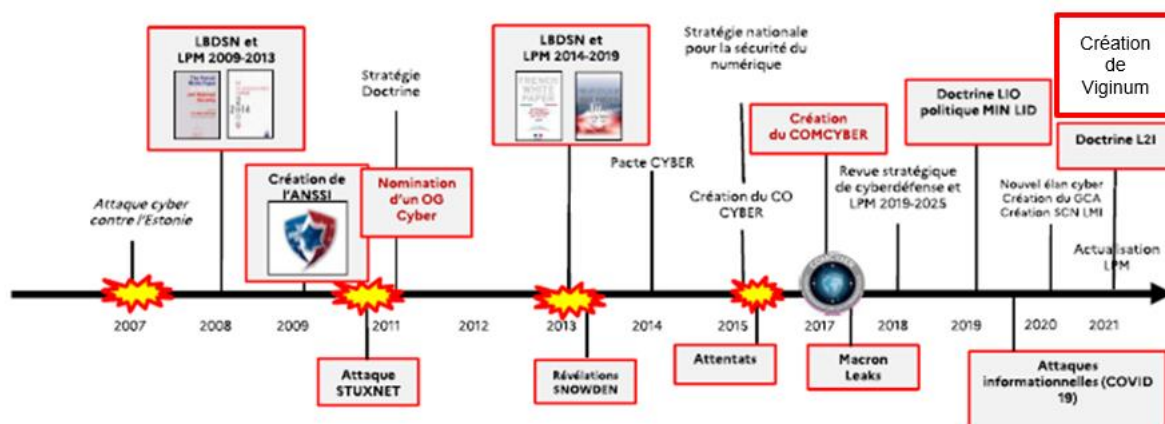 LBDSN et
LPM 2009-2013
Stratégie
Doctrine
LBDSN et
LPM 2014-2019
FRENCH
WHITE
PAPER
Stratégie nationale
pour la sécurité du
numérique
Création
de
Viginum
Doctrine LIO
politique MIN LID
Création
du COMCYBER
Doctrine L2I
Attaque cyber
contre l'Estonie
Création de
l'ANSSI
Nomination
d'un OG
Cyber
Pacte CYBER
Création du CO
CYBER
Revue stratégique
de cyberdéfense et
LPM 2019-2025
Nouvel élan cyber
Création du GCA
Création SCN LMI
Actualisation
LPM
2007 2008 2009 2011 2012 2013 2014 2015 2017 2018 2019 2020 2021
Attaque
STUXNET
Révélations
SNOWDEN
Attentats
Macron
Leaks
Attaques
informationnelles (COVID
19)